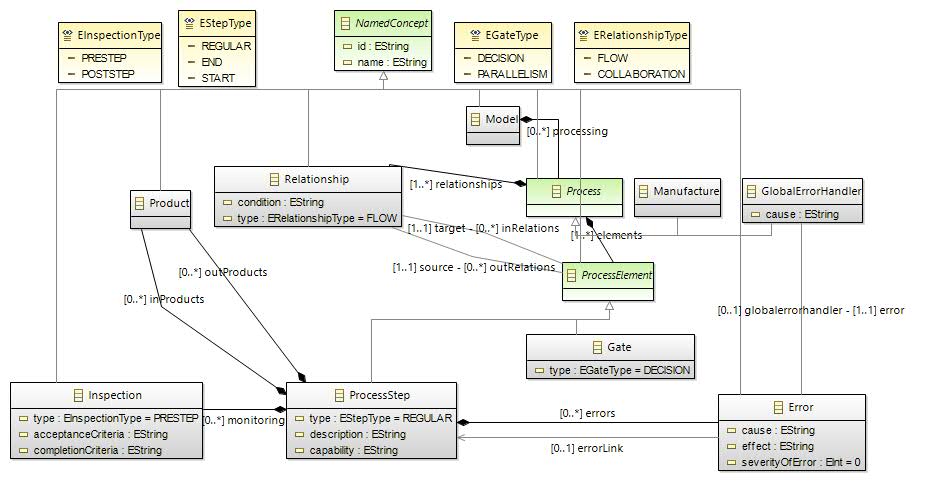 EInspectionType
PRESTEP
POSTSTEP
EStepType
REGULAR
END
START
NamedConcept
id : EString
name : EString
EGateType
DECISION
PARALLELISM
ERelationshipType
FLOW
COLLABORATION
Model
[0..*] processing
Relationship
condition : EString
type : ERelationshipType = FLOW
[1..*] relationships
Process
Manufacture
GlobalErrorHandler
cause : EString
Product
[1..1] target - [0..*] inRelations
[1..*] elements
[1..1] source - [0..*] outRelations
ProcessElement
[0..*] outProducts
[0..*] inProducts
[0..1] globalerrorhandler - [1..1] error
Gate
type : EGateType = DECISION
Inspection
type : EInspectionType = PRESTEP
acceptanceCriteria : EString
completionCriteria : EString
[0..*] monitoring
ProcessStep
type : EStepType = REGULAR
description : EString
capability : EString
[0..*] errors
[0..1] errorLink
Error
cause : EString
effect : EString
severityOfError : EInt = 0